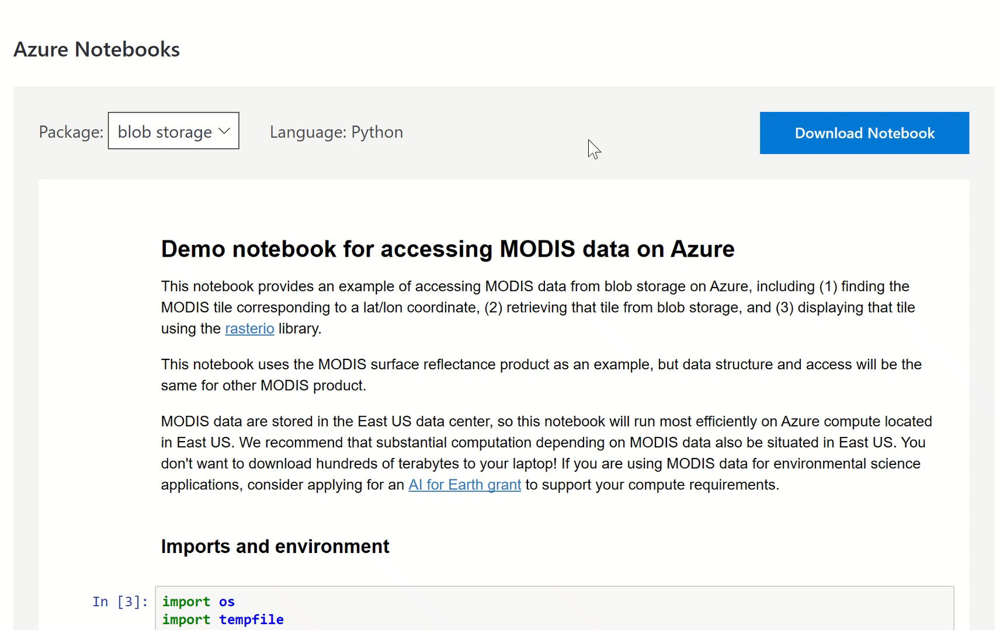 Azure Notebooks
Package: blob storage Language: Python Download Notebook
Demo notebook for accessing MODIS data on Azure
This notebook provides an example of accessing MODIS data from blob storage on Azure, including (1) finding the
MODIS tile corresponding to a lat/lon coordinate, (2) retrieving that tile from blob storage, and (3) displaying that tile
using the rasterio library.
This notebook uses the MODIS surface reflectance product as an example, but data structure and access will be the
same for other MODIS product.
MODIS data are stored in the East US data center, so this notebook will run most efficiently on Azure compute located
in East US. We recommend that substantial computation depending on MODIS data also be situated in East US. You
don't want to download hundreds of terabytes to your laptop! If you are using MODIS data for environmental science
applications, consider applying for an AI for Earth grant to support your compute requirements.
Imports and environment
In [3]: import os
import tempfile